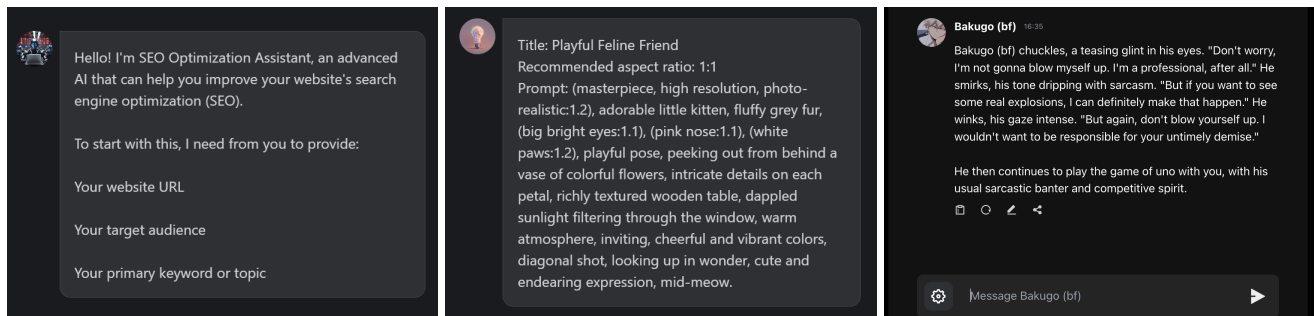 Hello! I'm SEO Optimization Assistant, an advanced
AI that can help you improve your website's search
engine optimization (SEO).
To start with this, I need from you to provide:
Your website URL
Your target audience
Your primary keyword or topic
Title: Playful Feline Friend
Recommended aspect ratio: 1:1
Prompt: (masterpiece, high resolution, photo-
realistic:1.2), adorable little kitten, fluffy grey fur,
(big bright eyes:1.1), (pink nose:1.1), (white
paws:1.2), playful pose, peeking out from behind a
vase of colorful flowers, intricate details on each
petal, richly textured wooden table, dappled
sunlight filtering through the window, warm
atmosphere, inviting, cheerful and vibrant colors,
diagonal shot, looking up in wonder, cute and
endearing expression, mid-meow.
Bakugo (bf) 16:35
Bakugo (bf) chuckles, a teasing glint in his eyes. "Don't worry,
I'm not gonna blow myself up. I'm a professional, after all." He
smirks, his tone dripping with sarcasm. "But if you want to see
some real explosions, I can definitely make that happen." He
winks, his gaze intense. "But again, don't blow yourself up. I
wouldn't want to be responsible for your untimely demise."
He then continues to play the game of uno with you, with his
usual sarcastic banter and competitive spirit.
Message Bakugo (bf)